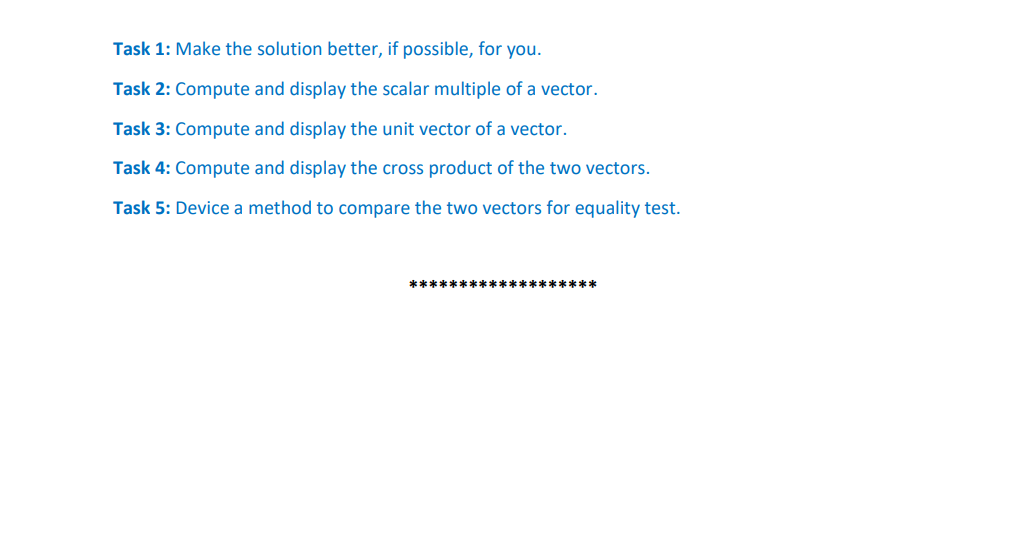 Task 1: Make the solution better, if possible, for you.
Task 2: Compute and display the scalar multiple of a vector.
Task 3: Compute and display the unit vector of a vector.
Task 4: Compute and display the cross product of the two vectors.
Task 5: Device a method to compare the two vectors for equality test.
*******************